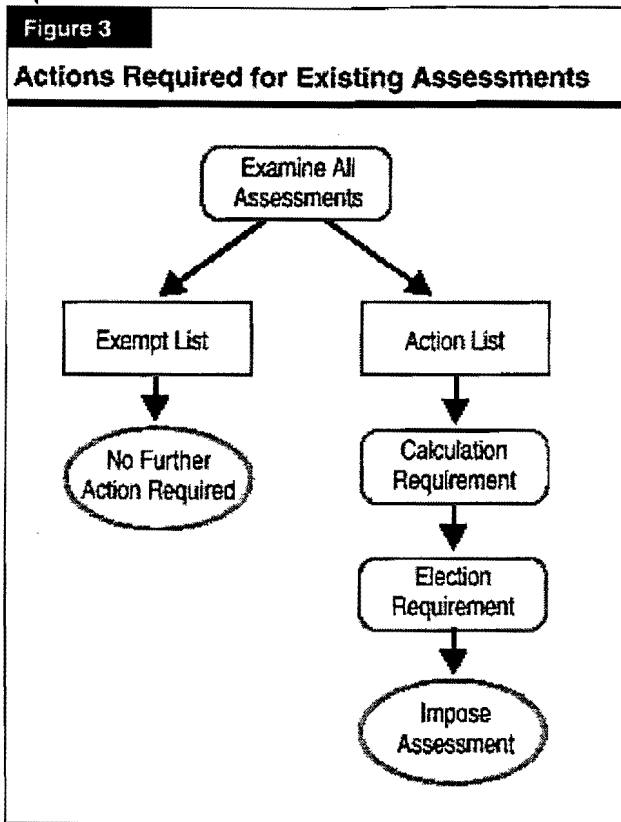 Figure 3
Actions Required for Existing Assessments
Examine All
Assessments
Exempt List
Action List
No Further
Action Required
Calculation
Requirement
Election
Requirement
Impose
Assessment